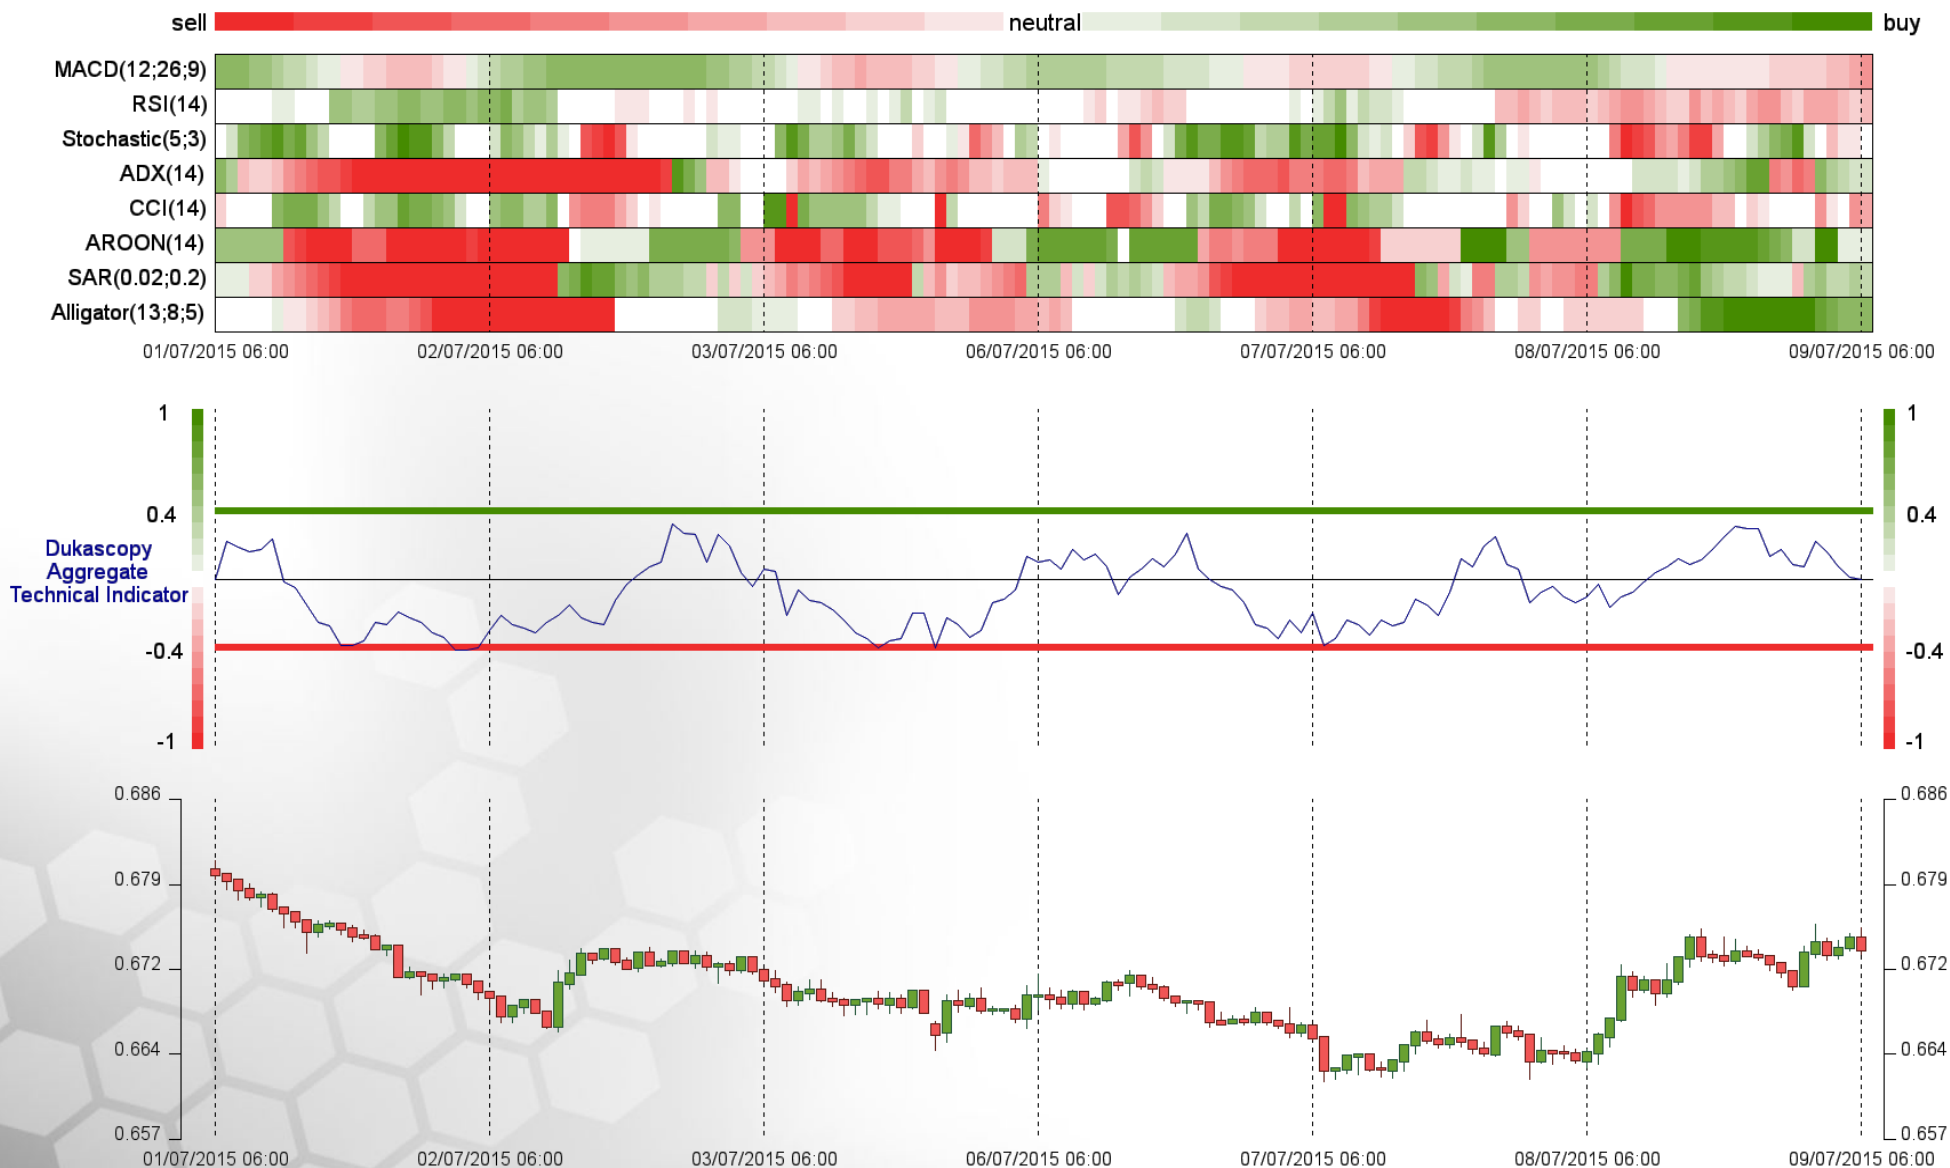 sell neutral buy
MACD(12;26;9)
RSI(14)
Stochastic(5;3)
ADX(14)
CCI(14)
AROON(14)
SAR(0.02;0.2)
Alligator(13;8;5)
01/07/2015 06:00 02/07/2015 06:00 03/07/2015 06:00 06/07/2015 06:00 07/07/2015 06:00 08/07/2015 06:00 09/07/2015 06:00
1 1
0.4 0.4
Dukascopy
Aggregate
Technical Indicator
-0.4 -0.4
-1 -1
0.686 0.686
0.679 0.679
0.672 0.672
0.664 0.664
0.657 0.657
01/07/2015 06:00 02/07/2015 06:00 03/07/2015 06:00 06/07/2015 06:00 07/07/2015 06:00 08/07/2015 06:00 09/07/2015 06:00